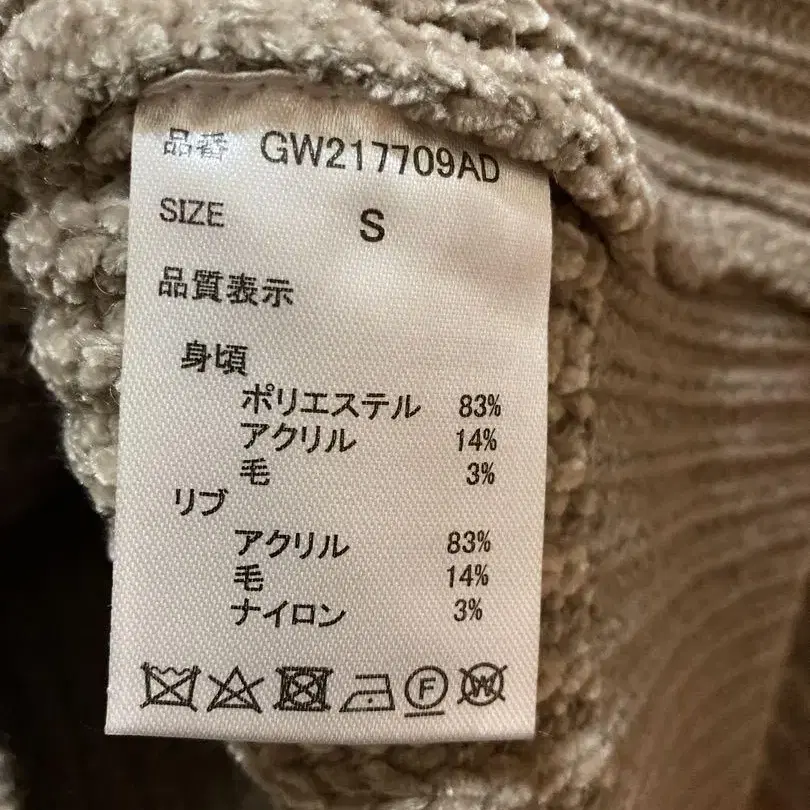 品番 GW217709AD
SIZE S
品質表示
身頃
ポリエステル 83%
アクリル 14%
毛 3%
リブ
アクリル 83%
毛 14%
ナイロン 3%
F W